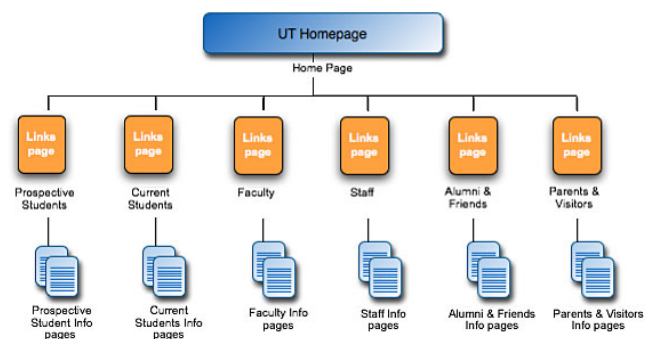 UT Homepage
Home Page
Links
page
Links
page
Links
page
Links
page
Links
page
Links
page
Prospective
Students
Current
Students
Faculty
Staff
Alumni &
Friends
Parents &
Visitors
Prospective
Student Info
pages
Current
Students Info
pages
Faculty Info
pages
Staff Info
pages
Alumni & Friends
Info pages
Parents & Visitors
Info pages